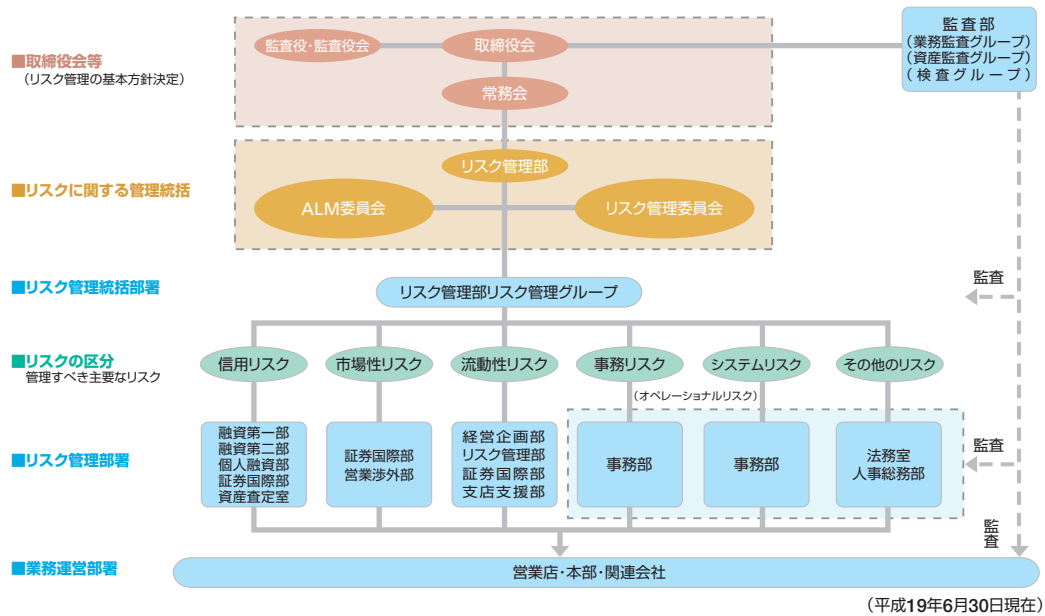 ■取締役会等
(リスク管理の基本方針決定)
監査役・監査役会
取締役会
常務会
監査部
(業務監査グループ)
(資産監査グループ)
(検査グループ)
■リスクに関する管理統括
リスク管理部
ALM委員会
リスク管理委員会
■リスク管理統括部署
リスク管理部リスク管理グループ
監査
■リスクの区分
管理すべき主要なリスク
信用リスク
市場性リスク
流動性リスク
事務リスク
システムリスク
その他のリスク
(オペレーショナルリスク)
■リスク管理部署
融資第一部
融資第二部
個人融資部
証券国際部
資産査定室
証券国際部
営業渉外部
経営企画部
リスク管理部
証券国際部
支店支援部
事務部
事務部
法務室
人事総務部
監査
監査
■業務運営部署
営業店・本部・関連会社
(平成19年6月30日現在)